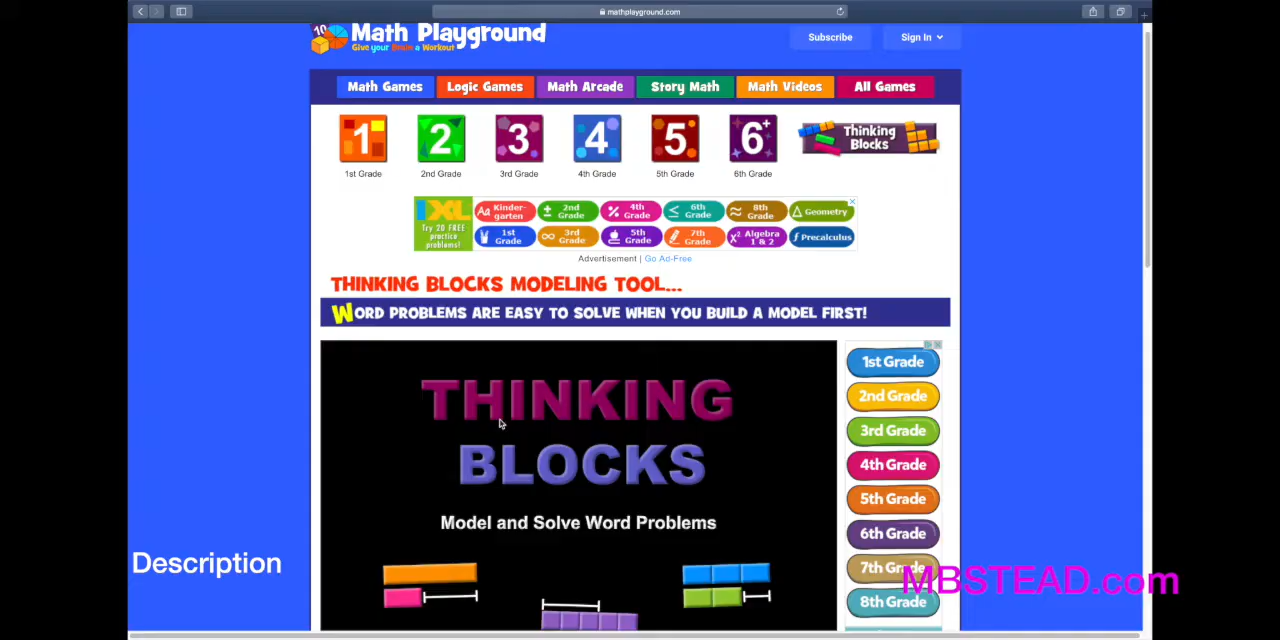 mathplayground.com
10
Math Playground
Give your Brain a Workout
Subscribe
Sign In
Math Games
Logic Games
Math Arcade
Story Math
Math Videos
All Games
1
2
3
4
5
6+
1st Grade
2nd Grade
3rd Grade
4th Grade
5th Grade
6th Grade
Thinking
Blocks
IXL
Try 20 FREE
practice
problems!
Aa Kinder-
garten
± 2nd
Grade
% 4th
Grade
≤ 6th
Grade
≈ 8th
Grade
Geometry
1st
Grade
∞ 3rd
Grade
5th
Grade
7th
Grade
x² Algebra
1 & 2
f Precalculus
Advertisement | Go Ad-Free
THINKING BLOCKS MODELING TOOL...
WORD PROBLEMS ARE EASY TO SOLVE WHEN YOU BUILD A MODEL FIRST!
THINKING
BLOCKS
Model and Solve Word Problems
1st Grade
2nd Grade
3rd Grade
4th Grade
5th Grade
6th Grade
7th Grade
8th Grade
Description
MBSTEAD.com